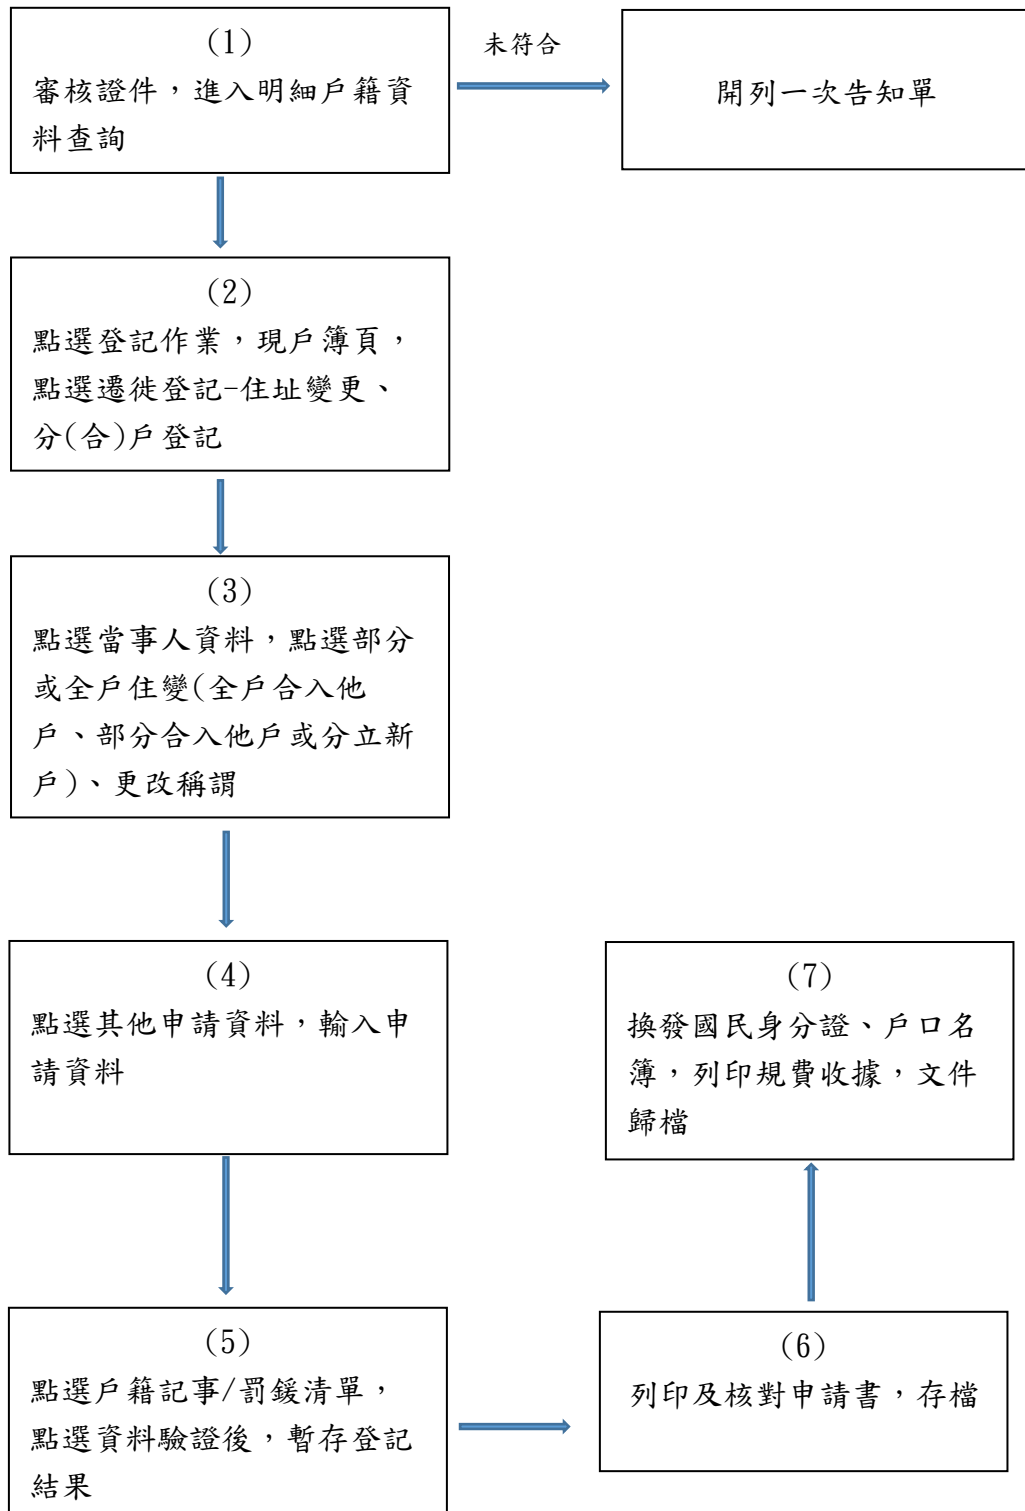 (1)
審核證件，進入明細戶籍資
料查詢
未符合
開列一次告知單
(2)
點選登記作業，現戶簿頁，
點選遷徙登記-住址變更、
分(合)戶登記
(3)
點選當事人資料，點選部分
或全戶住變(全戶合入他
戶、部分合入他戶或分立新
戶)、更改稱謂
(4)
點選其他申請資料，輸入申
請資料
(5)
點選戶籍記事/罰鍰清單，
點選資料驗證後，暫存登記
結果
(6)
列印及核對申請書，存檔
(7)
換發國民身分證、戶口名
簿，列印規費收據，文件
歸檔